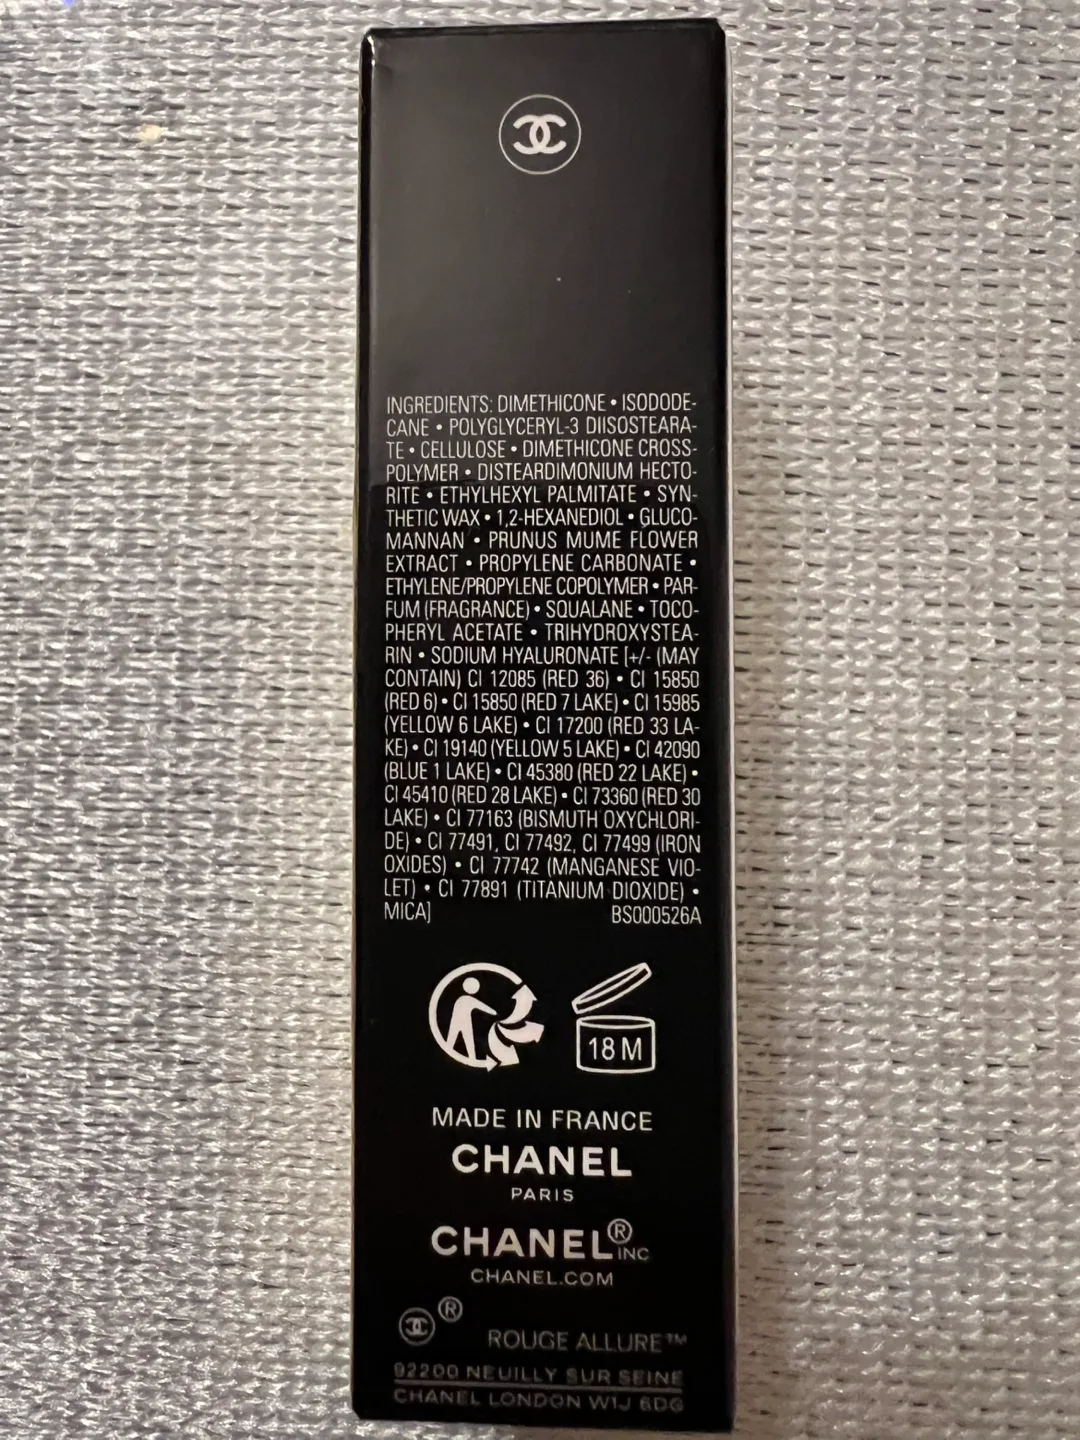 INGREDIENTS: DIMETHICONE • ISODODE-
CANE • POLYGLYCERYL-3 DIISOSTEARA-
TE • CELLULOSE • DIMETHICONE CROSS-
POLYMER • DISTEARDIMONIUM HECTO-
RITE • ETHYLHEXYL PALMITATE • SYN-
THETIC WAX • 1,2-HEXANEDIOL • GLUCO-
MANNAN • PRUNUS MUME FLOWER
EXTRACT • PROPYLENE CARBONATE •
ETHYLENE/PROPYLENE COPOLYMER • PAR-
FUM (FRAGRANCE) • SQUALANE • TOCO-
PHERYL ACETATE • TRIHYDROXYSTEA-
RIN • SODIUM HYALURONATE [+/- (MAY
CONTAIN) CI 12085 (RED 36) • CI 15850
(RED 6) • CI 15850 (RED 7 LAKE) • CI 15985
(YELLOW 6 LAKE) • CI 17200 (RED 33 LA-
KE) • CI 19140 (YELLOW 5 LAKE) • CI 42090
(BLUE 1 LAKE) • CI 45380 (RED 22 LAKE) •
CI 45410 (RED 28 LAKE) • CI 73360 (RED 30
LAKE) • CI 77163 (BISMUTH OXYCHLORI-
DE) • CI 77491, CI 77492, CI 77499 (IRON
OXIDES) • CI 77742 (MANGANESE VIO-
LET) • CI 77891 (TITANIUM DIOXIDE) •
MICA] BS000526A
18 M
MADE IN FRANCE
CHANEL
PARIS
CHANEL® INC
CHANEL.COM
®
ROUGE ALLURE™
92200 NEUILLY SUR SEINE
CHANEL LONDON W1J 6DG